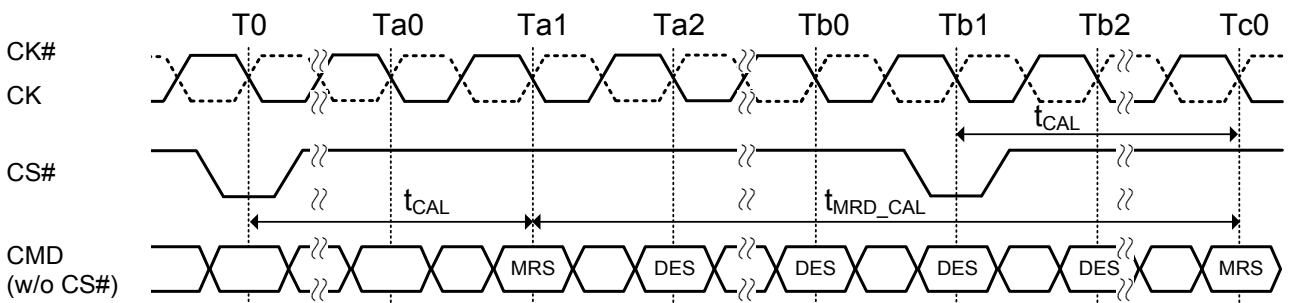 T0 Ta0 Ta1 Ta2 Tb0 Tb1 Tb2 Tc0
CK#
CK
tCAL
CS#
tCAL tMRD_CAL
CMD MRS DES DES DES DES MRS
(w/o CS#)